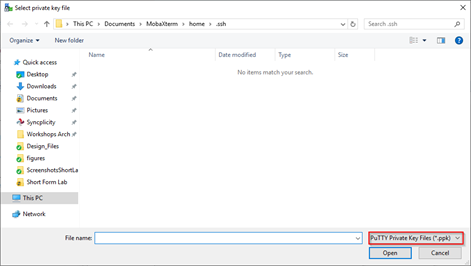 Select private key file
This PC > Documents > MobaXterm > home > .ssh
Search .ssh
Organize
New folder
Name
Date modified
Type
Size
No items match your search.
Quick access
Desktop
Downloads
Documents
Pictures
Syncplicity
Workshops Arch
Design_Files
figures
ScreenshotsShortLa
Short Form Lab
This PC
Network
File name:
PuTTY Private Key Files (*.ppk)
Open
Cancel